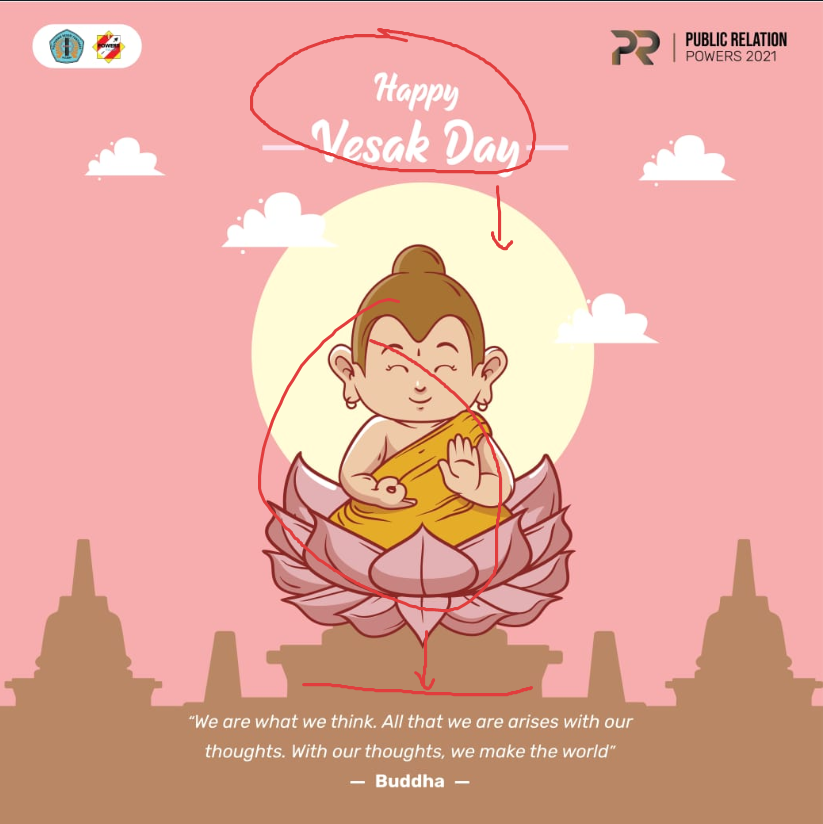 POWERS
PUBLIC RELATION
POWERS 2021
Happy
Vesak Day
“We are what we think. All that we are arises with our
thoughts. With our thoughts, we make the world”
— Buddha —